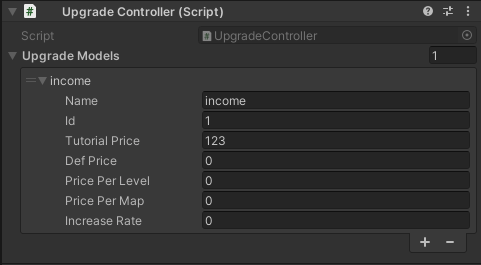 Upgrade Controller (Script)
Script UpgradeController
Upgrade Models 1
income
Name income
Id 1
Tutorial Price 123
Def Price 0
Price Per Level 0
Price Per Map 0
Increase Rate 0